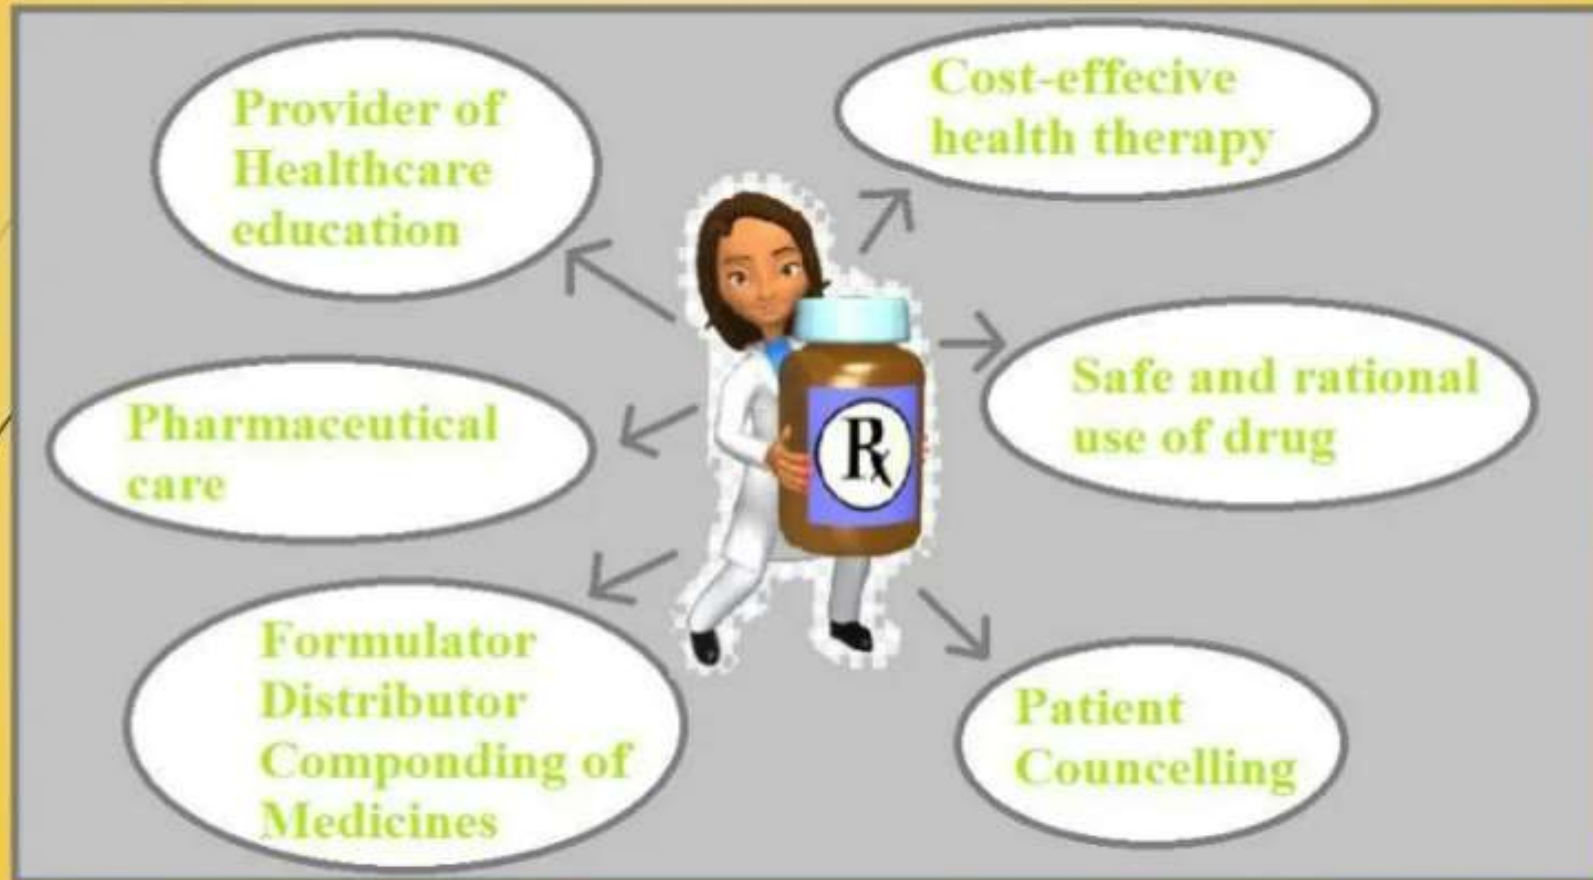 Provider of
Healthcare
education
Cost-effecive
health therapy
Pharmaceutical
care
Safe and rational
use of drug
Rx
Formulator
Distributor
Componding of
Medicines
Patient
Councelling